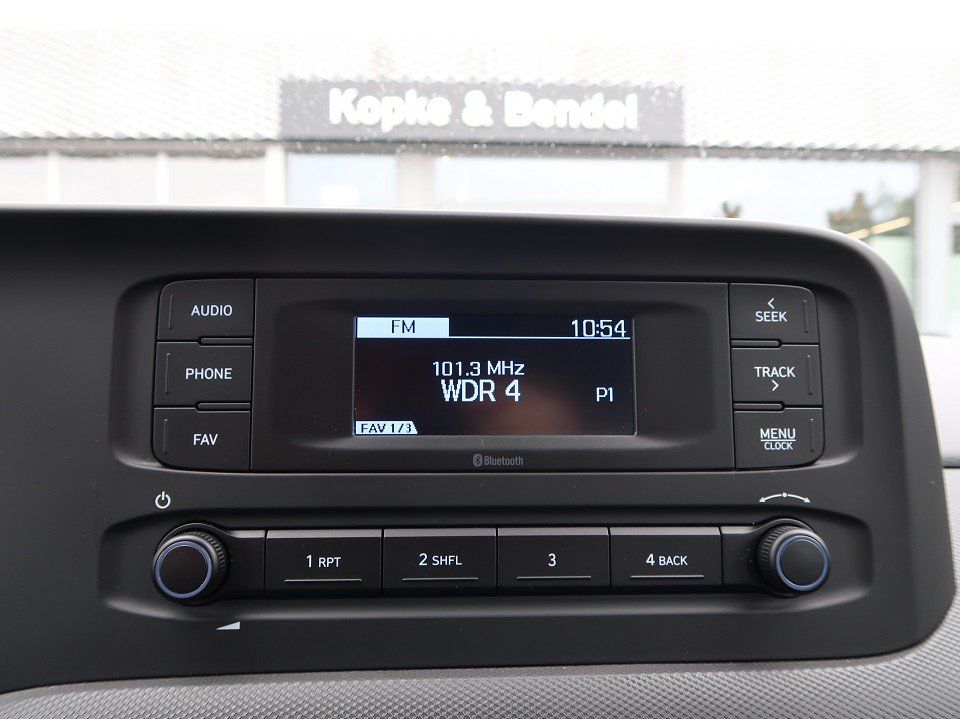 Kopke & Bendel
AUDIO
PHONE
FAV
FM
10:54
101.3 MHz
WDR 4
P1
FAV 1/3
Bluetooth
<
SEEK
TRACK
>
MENU
CLOCK
1 RPT
2 SHFL
3
4 BACK